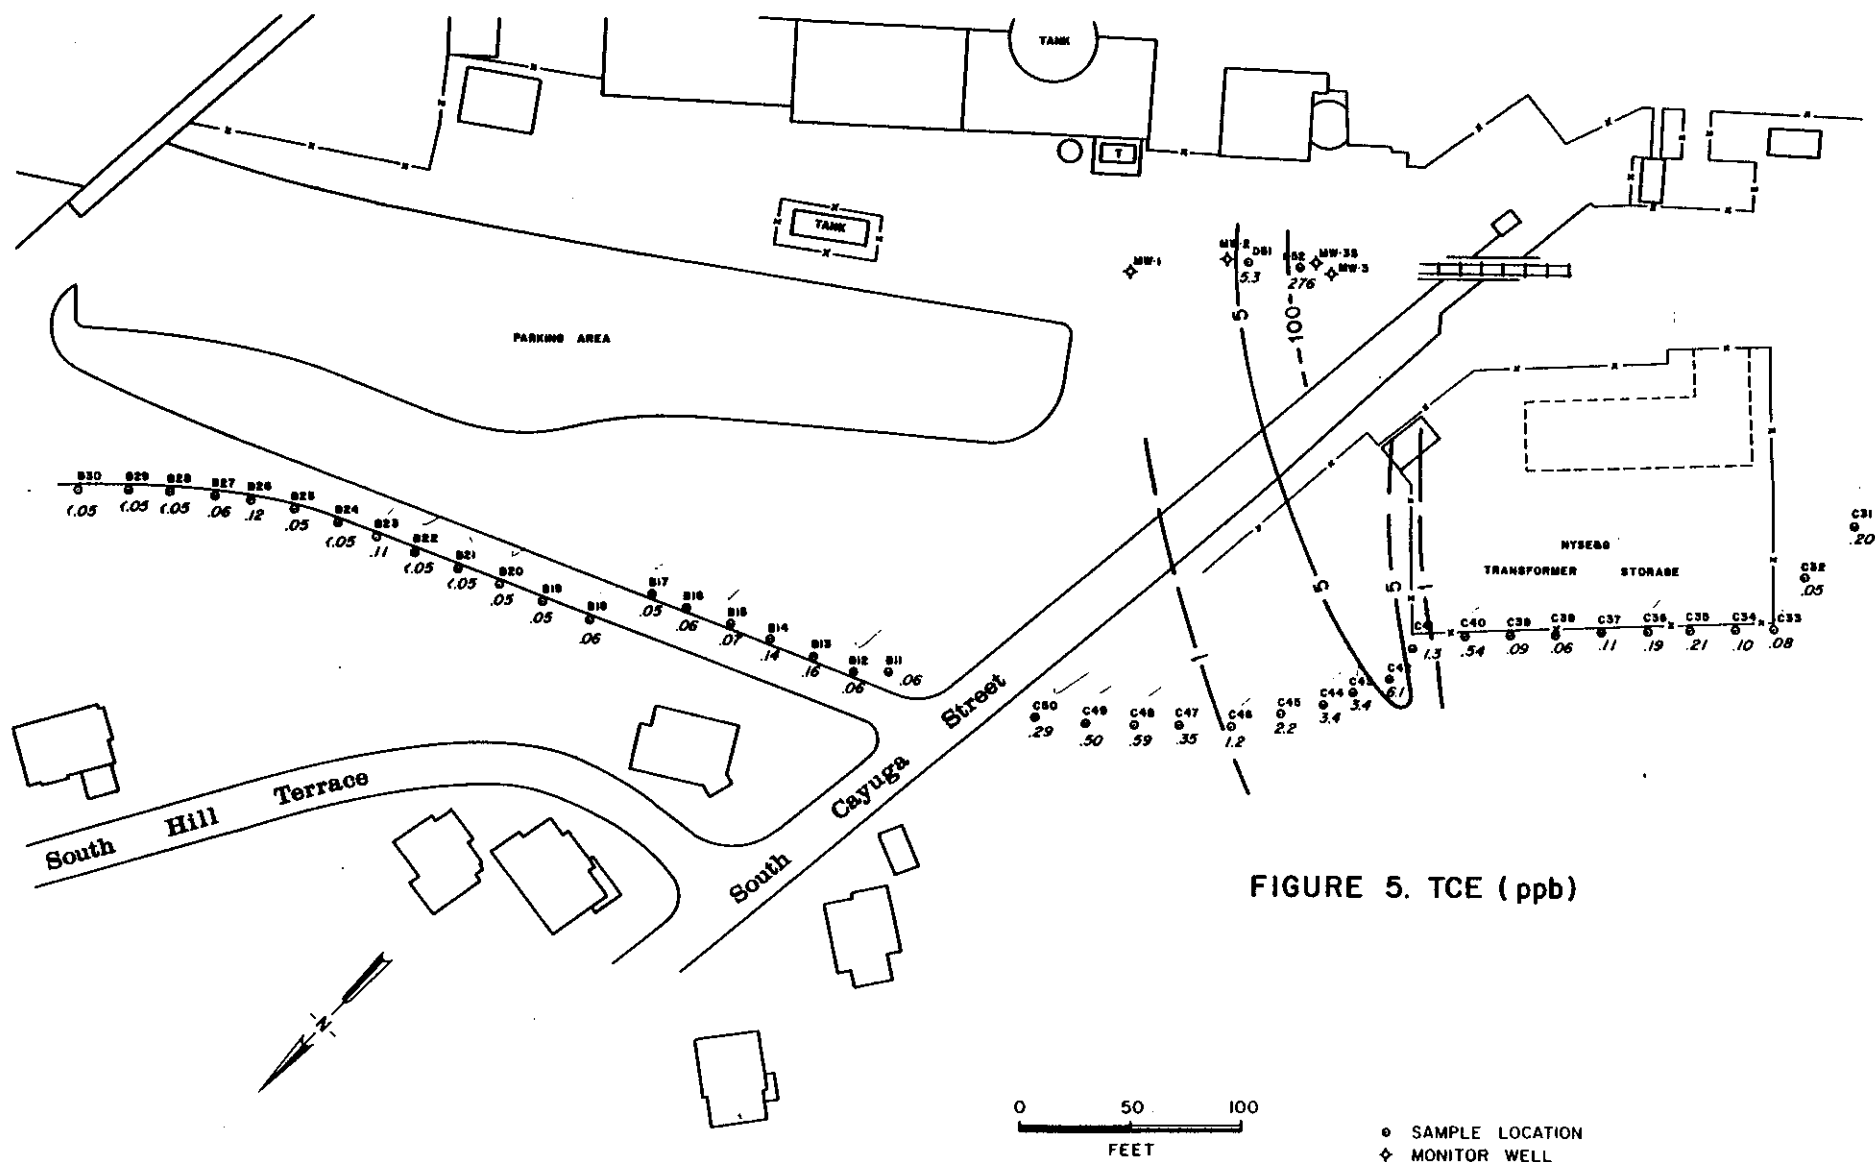 TANK
T
TANK
MW-1
MW-2
D51
5.3
52
276
MW-3S
MW-3
5
100
PARKING AREA
B30
<.05
B29
<.05
B28
<.05
B27
.06
B26
.12
B25
.05
B24
<.05
B23
.11
B22
<.05
B21
<.05
B20
.05
B19
.05
B18
.06
B17
.05
B16
.06
B15
.07
B14
.14
B13
.16
B12
.06
B11
.06
C31
.20
C32
.05
C33
.08
C34
.10
C35
.21
C36
.19
C37
.11
C38
.06
C39
.09
C40
.54
C4
1.3
C42
6.1
C43
3.4
C44
3.4
C45
2.2
C46
1.2
C47
.35
C48
.59
C49
.50
C50
.29
5
5
1
1
NYSE&G
TRANSFORMER STORAGE
South Cayuga Street
South Hill Terrace
FIGURE 5. TCE (ppb)
N
0 50 100
FEET
SAMPLE LOCATION
MONITOR WELL